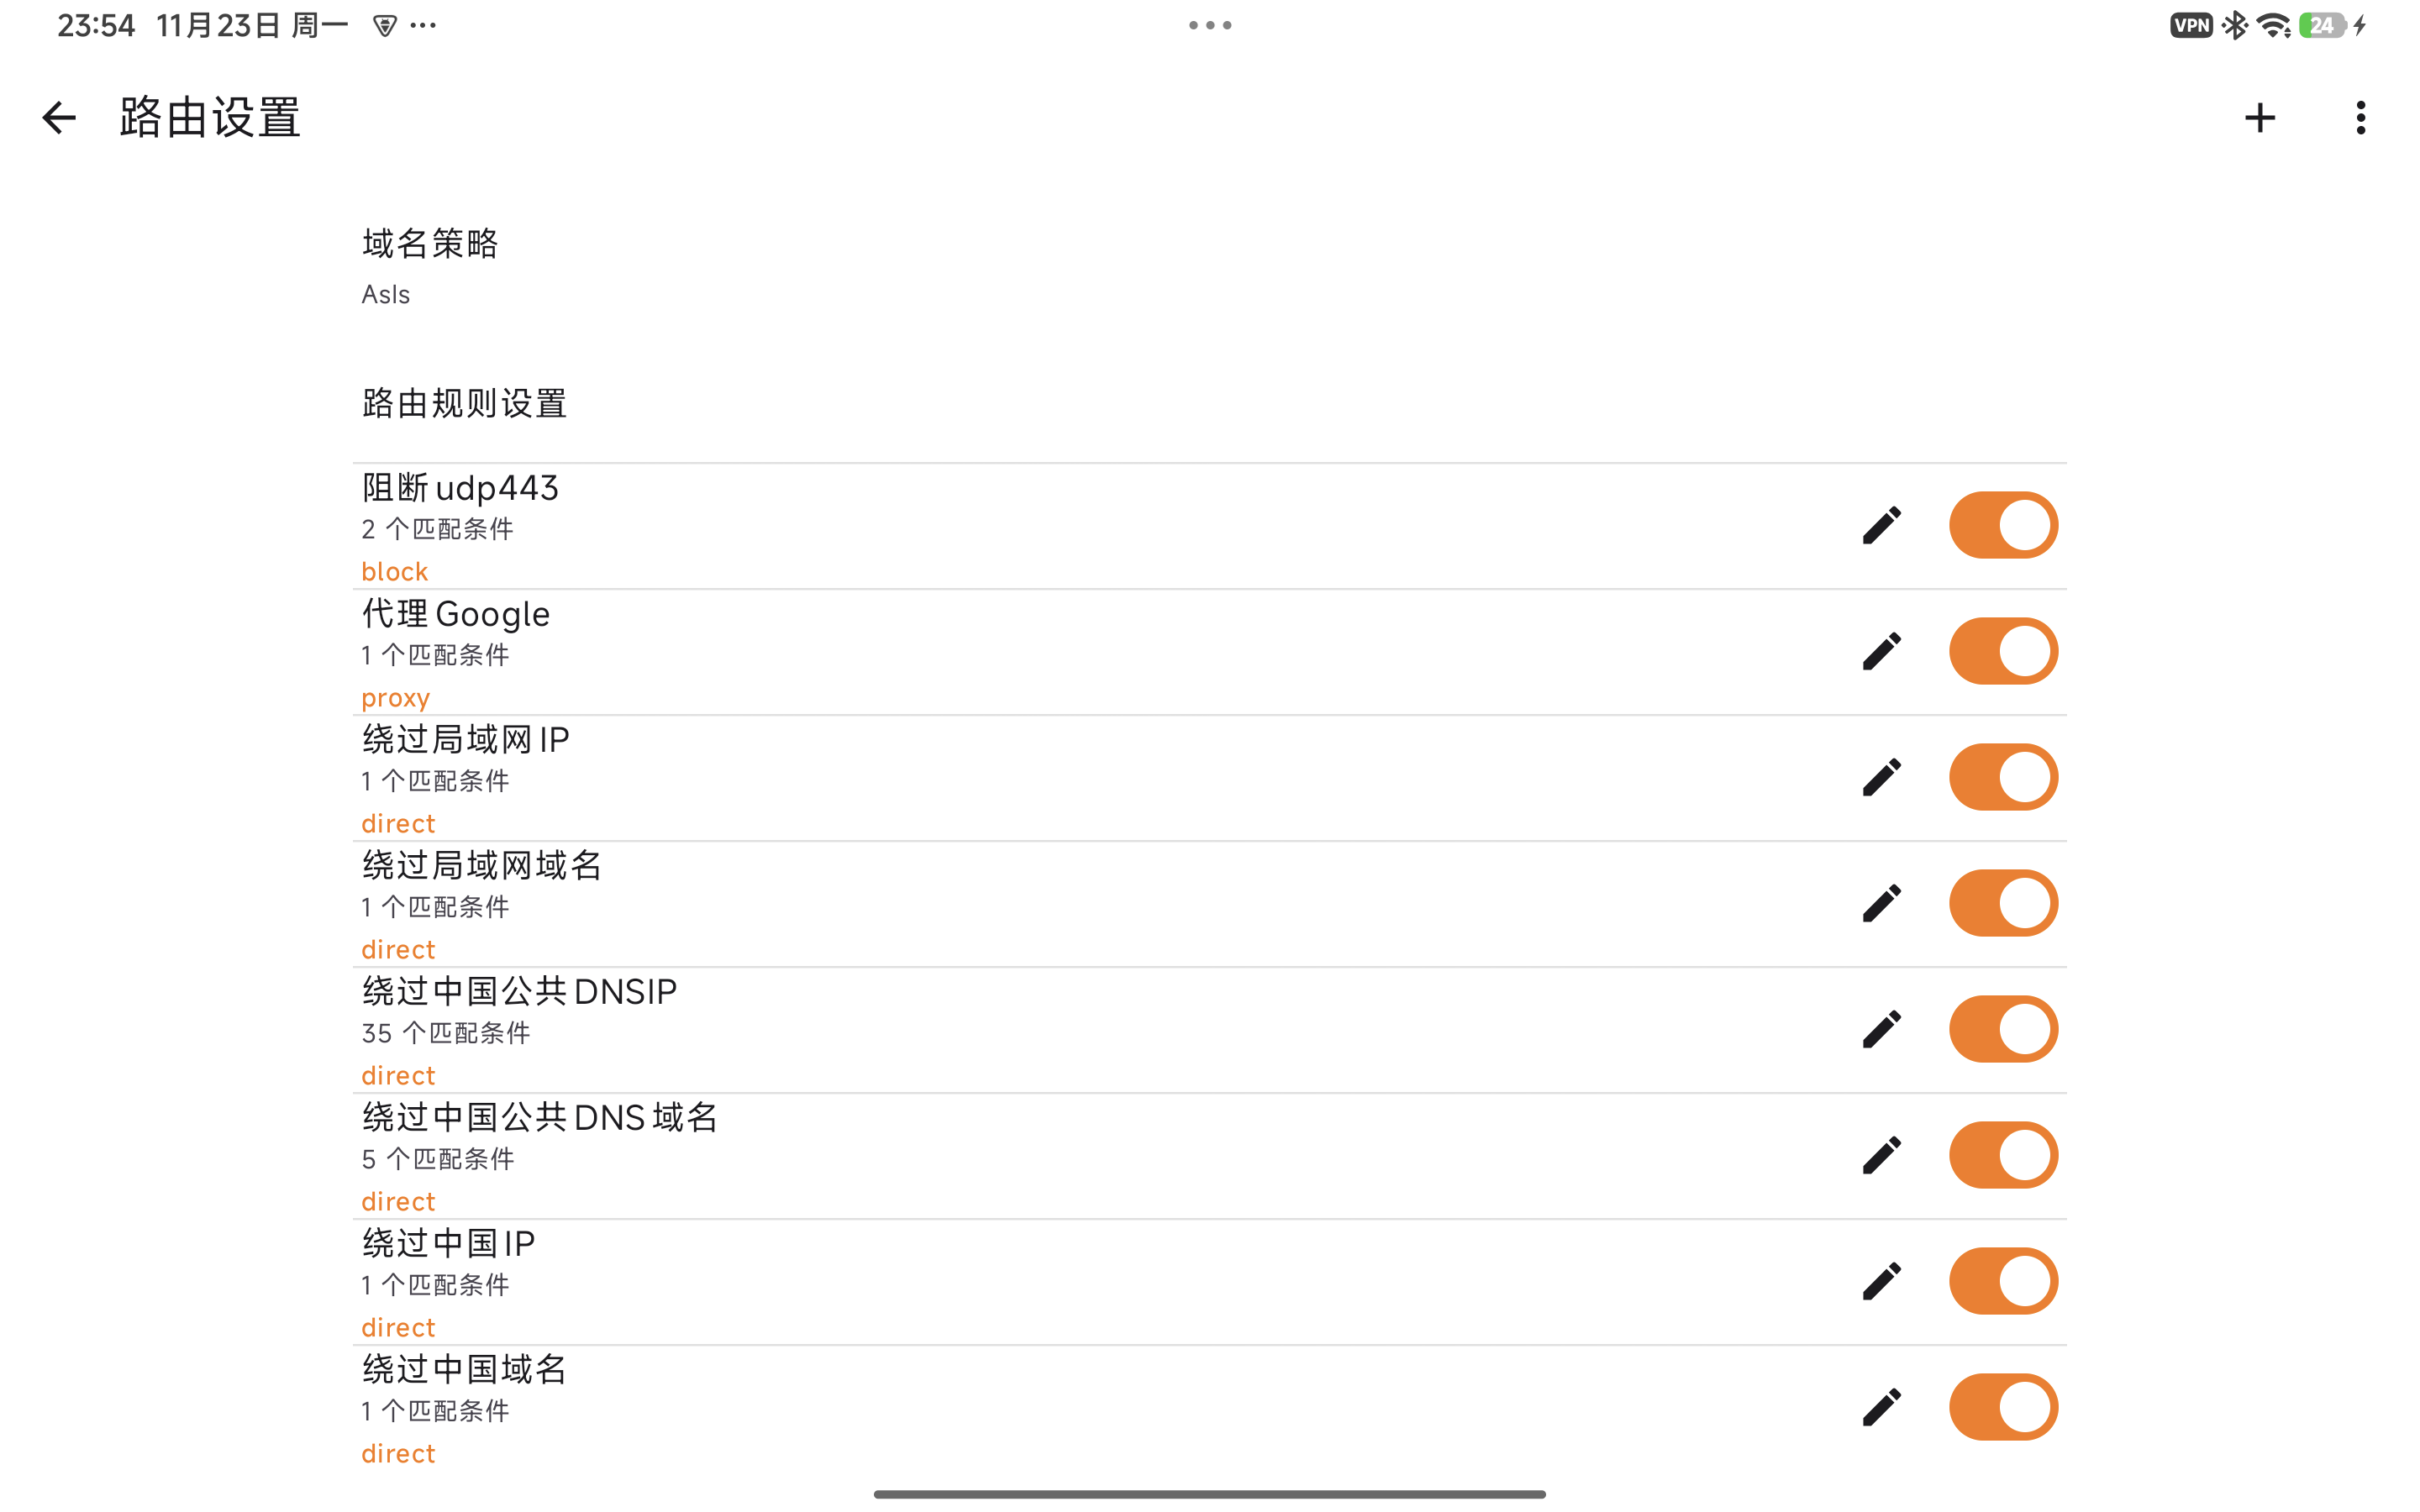 23:54 11月23日 周一
VPN 24
路由设置
域名策略
AsIs
路由规则设置
阻断 udp443
2 个匹配条件
block
代理 Google
1 个匹配条件
proxy
绕过局域网 IP
1 个匹配条件
direct
绕过局域网域名
1 个匹配条件
direct
绕过中国公共 DNSIP
35 个匹配条件
direct
绕过中国公共 DNS 域名
5 个匹配条件
direct
绕过中国 IP
1 个匹配条件
direct
绕过中国域名
1 个匹配条件
direct